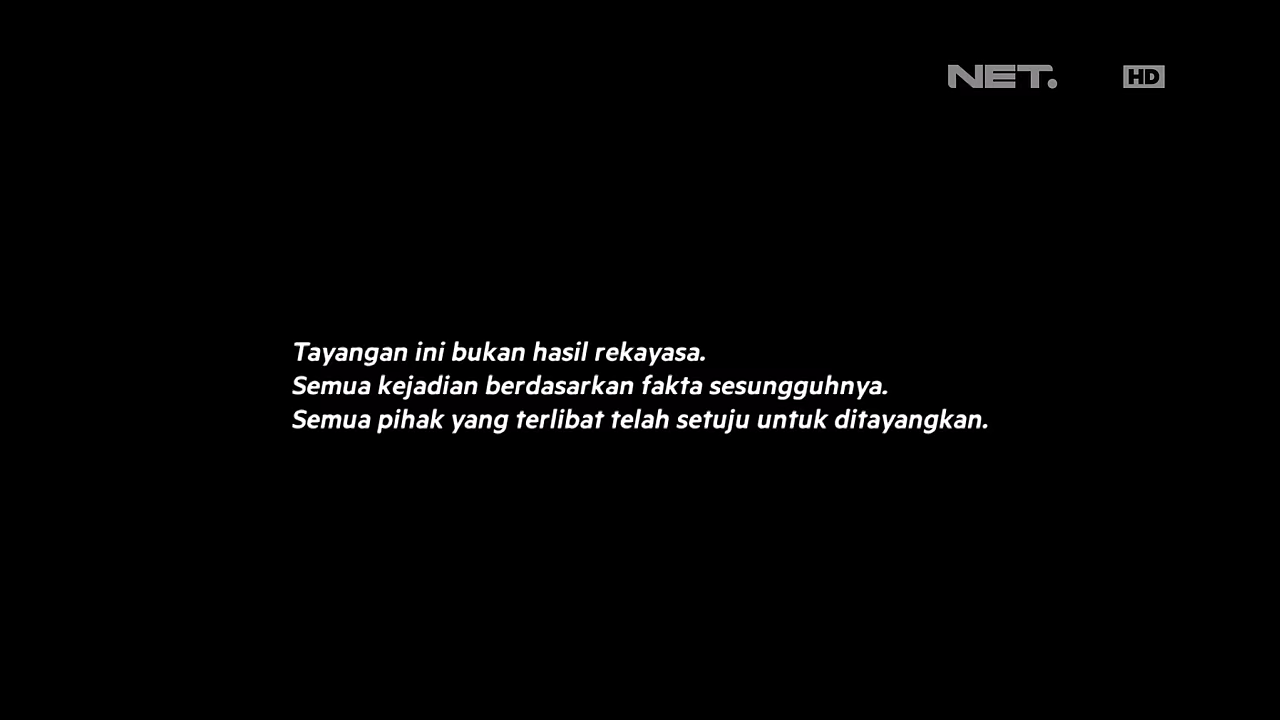 NET. HD
Tayangan ini bukan hasil rekayasa.
Semua kejadian berdasarkan fakta sesungguhnya.
Semua pihak yang terlibat telah setuju untuk ditayangkan.